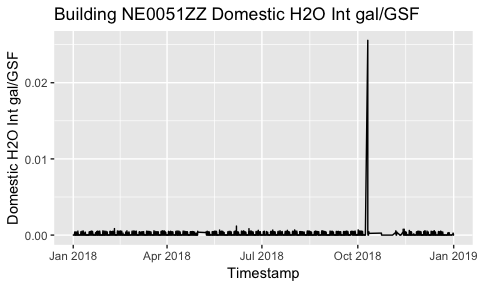 Building NE0051ZZ Domestic H2O Int gal/GSF
Domestic H2O Int gal/GSF
0.02
0.01
0.00
Jan 2018 Apr 2018 Jul 2018 Oct 2018 Jan 2019
Timestamp